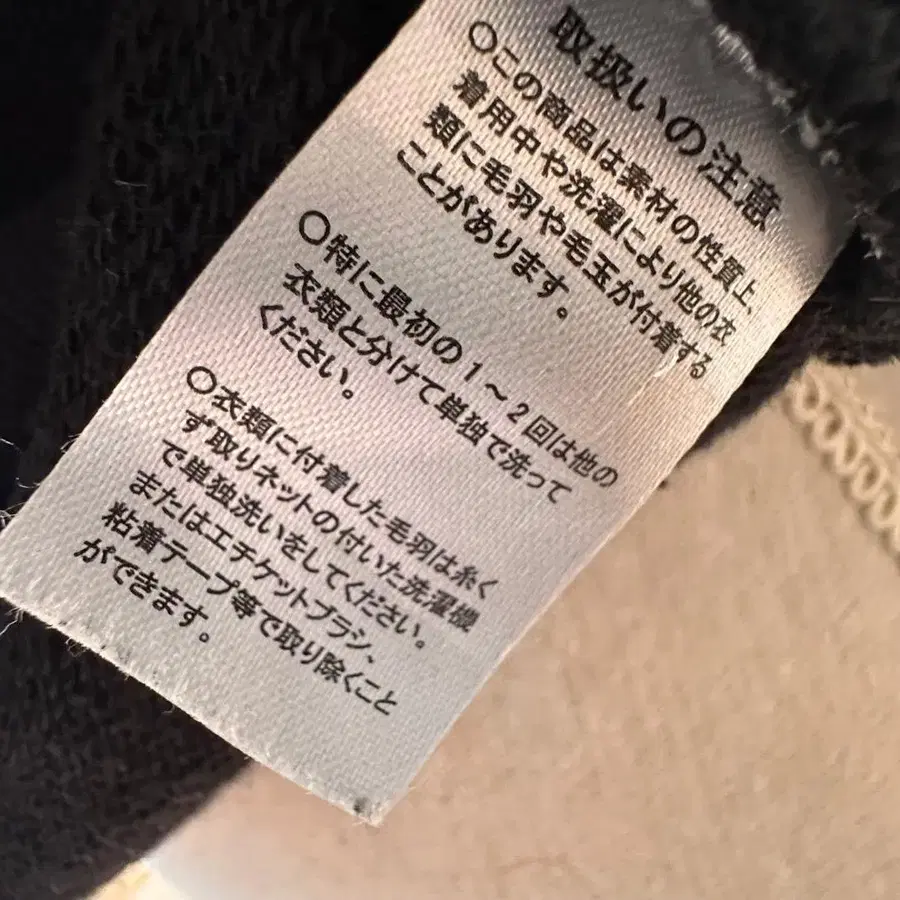 取扱いの注意
○この商品は素材の性質上、
着用中や洗濯により他の衣
類に毛羽や毛玉が付着する
ことがあります。
○特に最初の1～2回は他の
衣類と分けて単独で洗って
ください。
○衣類に付着した毛羽は糸く
ず取りネットの付いた洗濯機
で単独洗いをしてください。
またはエチケットブラシ、
粘着テープ等で取り除くこと
ができます。